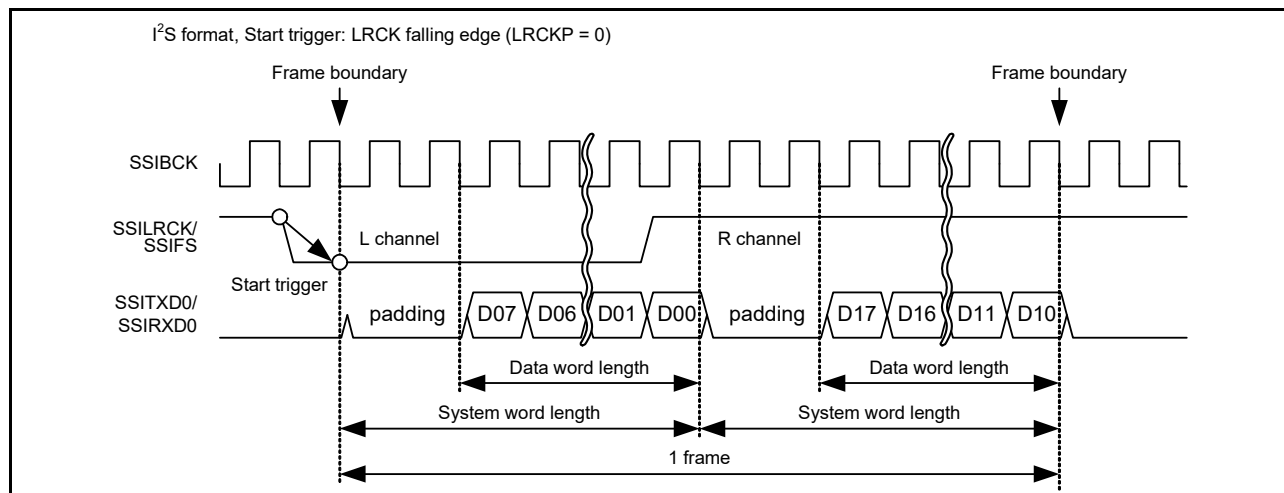 I²S format, Start trigger: LRCK falling edge (LRCKP = 0)
Frame boundary Frame boundary
SSIBCK
SSILRCK/
SSIFS
L channel R channel
Start trigger
SSITXD0/
SSIRXD0
padding D07 D06 D01 D00 padding D17 D16 D11 D10
Data word length Data word length
System word length System word length
1 frame